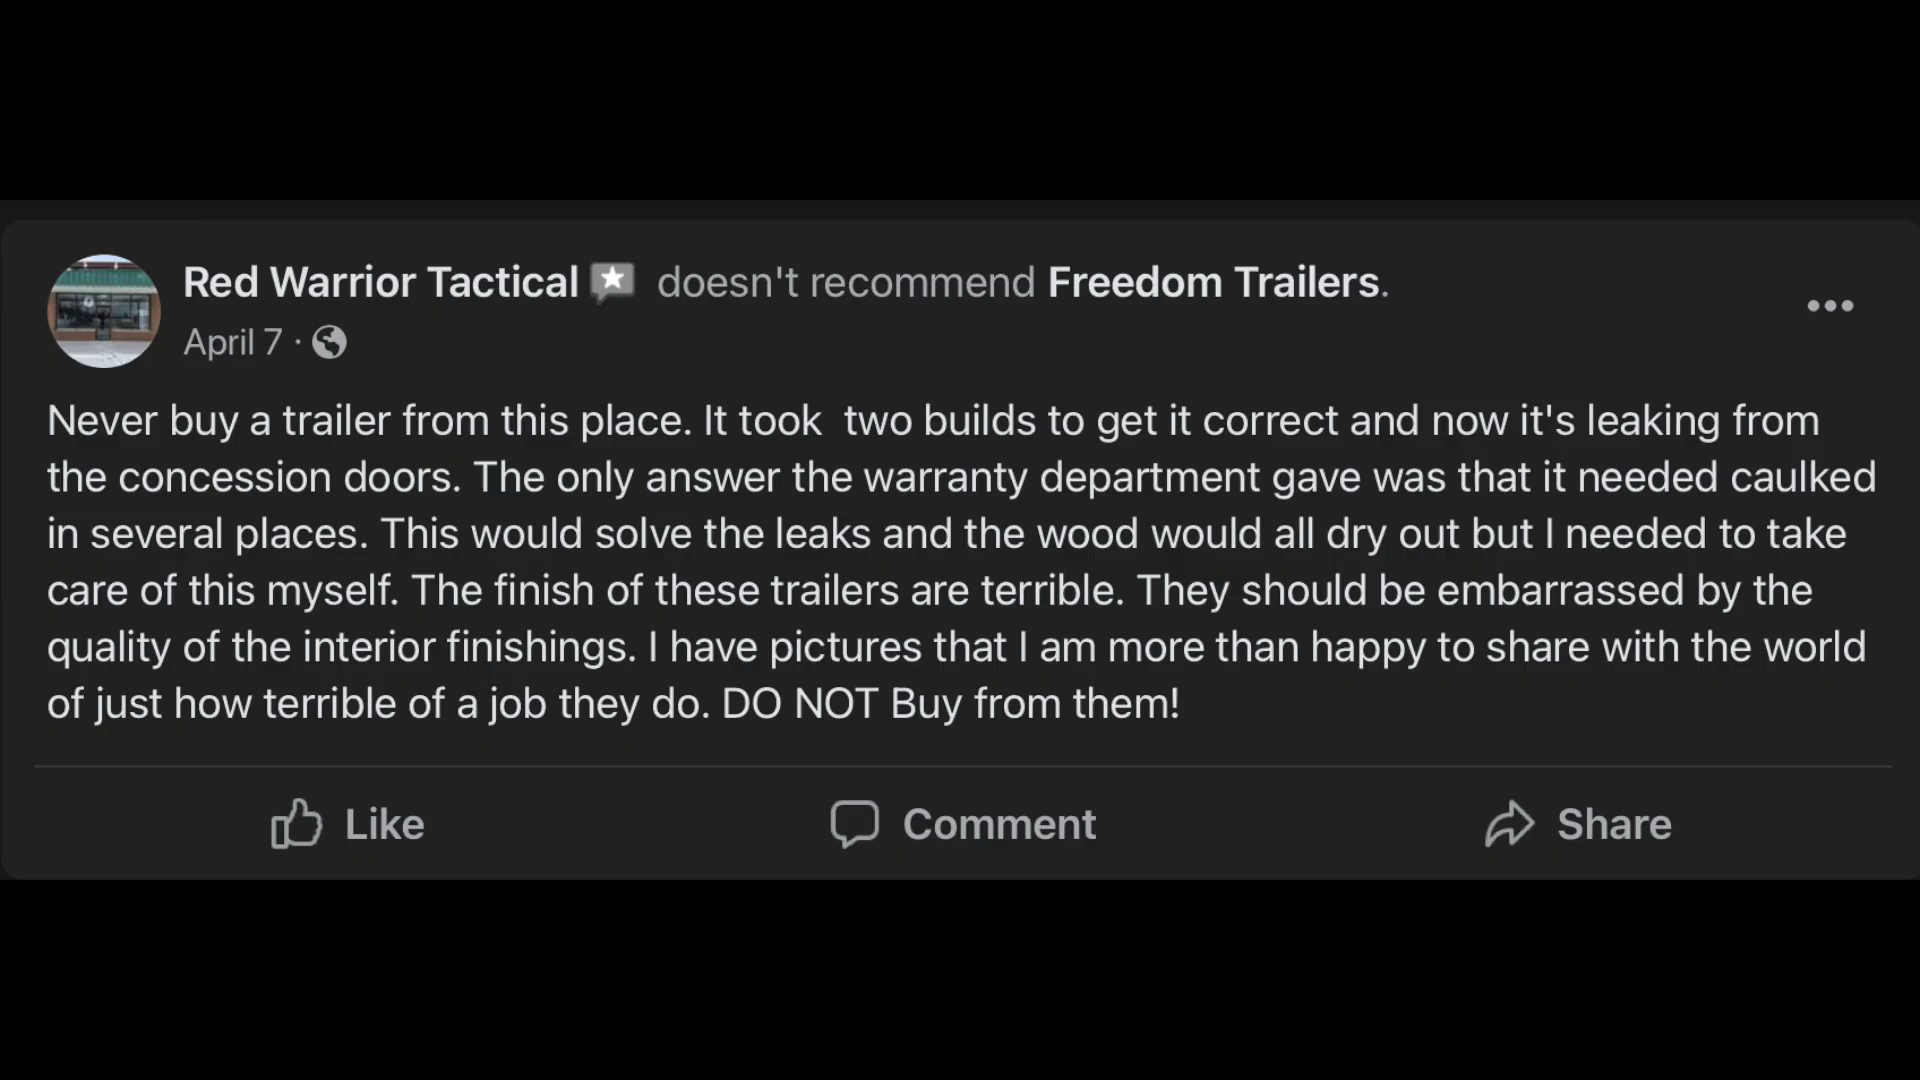 Red Warrior Tactical doesn't recommend Freedom Trailers.
April 7 ·
Never buy a trailer from this place. It took  two builds to get it correct and now it's leaking from
the concession doors. The only answer the warranty department gave was that it needed caulked
in several places. This would solve the leaks and the wood would all dry out but I needed to take
care of this myself. The finish of these trailers are terrible. They should be embarrassed by the
quality of the interior finishings. I have pictures that I am more than happy to share with the world
of just how terrible of a job they do. DO NOT Buy from them!
Like Comment Share